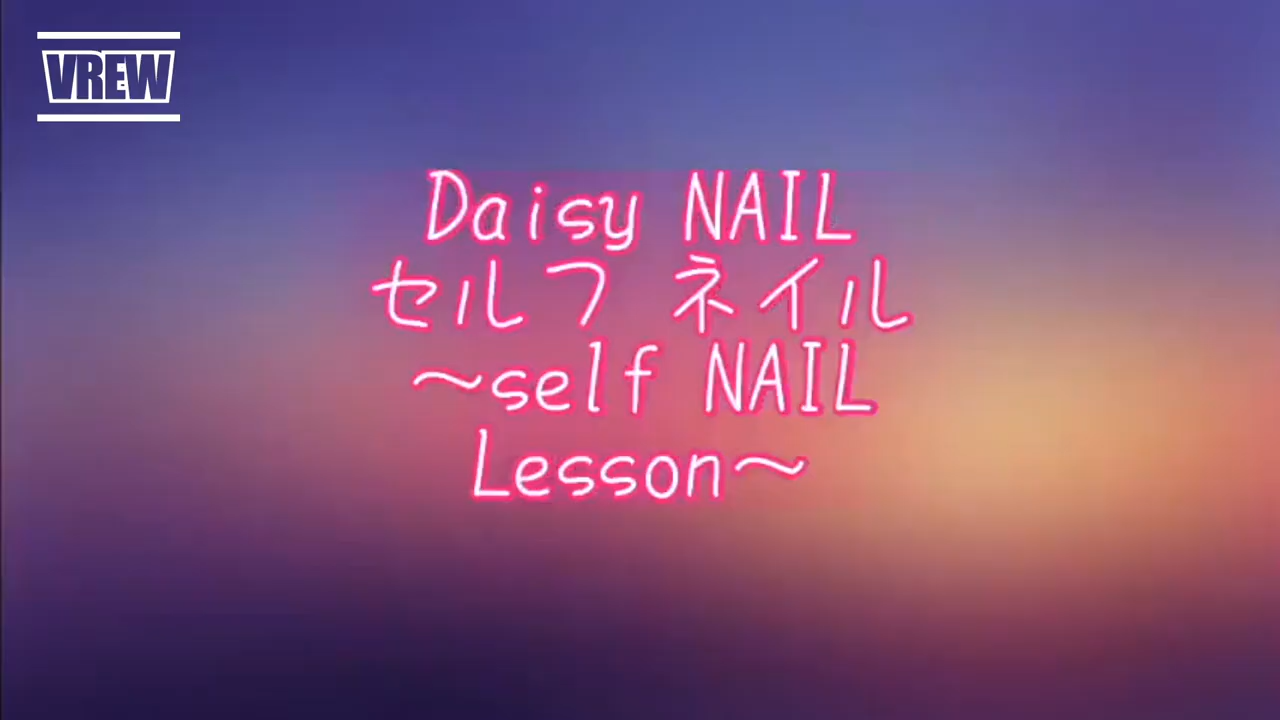 VREW
Daisy NAIL
セルフ ネイル
～self NAIL
Lesson～